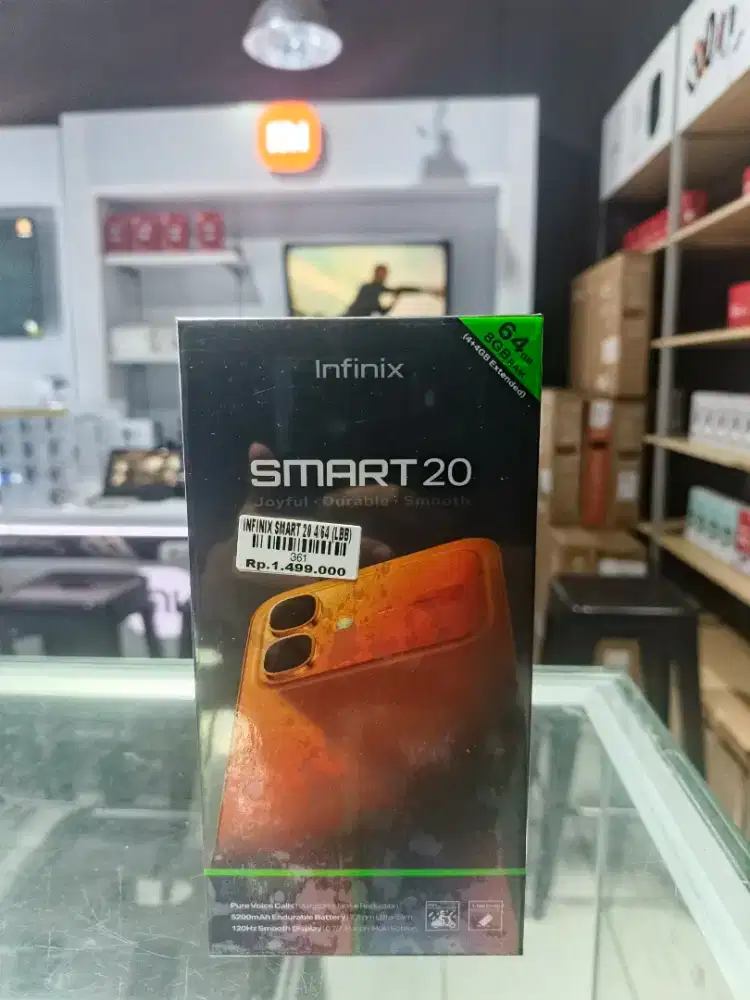 mi
Infinix
64GB
8GB RAM
(4+4GB Extended)
SMART 20
Joyful · Durable · Smooth
INFINIX SMART 20 4/64 (LBB)
361
Rp.1.499.000
Pure Voice Calls
5200mAh Endurable Battery
120Hz Smooth Display